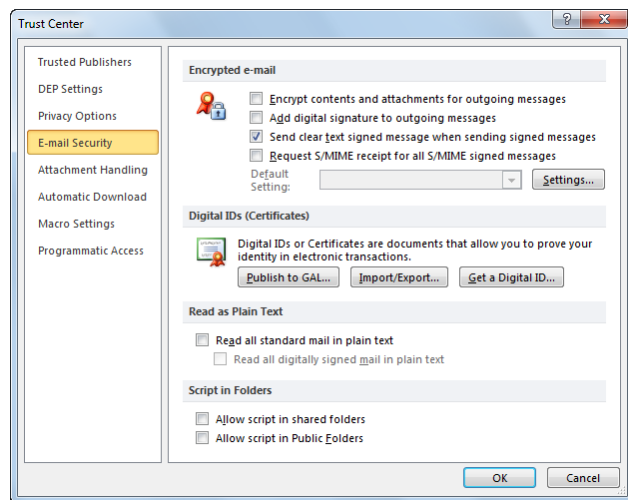 Trust Center
Trusted Publishers
DEP Settings
Privacy Options
E-mail Security
Attachment Handling
Automatic Download
Macro Settings
Programmatic Access
Encrypted e-mail
Encrypt contents and attachments for outgoing messages
Add digital signature to outgoing messages
Send clear text signed message when sending signed messages
Request S/MIME receipt for all S/MIME signed messages
Default
Setting:
Settings...
Digital IDs (Certificates)
Digital IDs or Certificates are documents that allow you to prove your
identity in electronic transactions.
Publish to GAL... Import/Export... Get a Digital ID...
Read as Plain Text
Read all standard mail in plain text
Read all digitally signed mail in plain text
Script in Folders
Allow script in shared folders
Allow script in Public Folders
OK Cancel